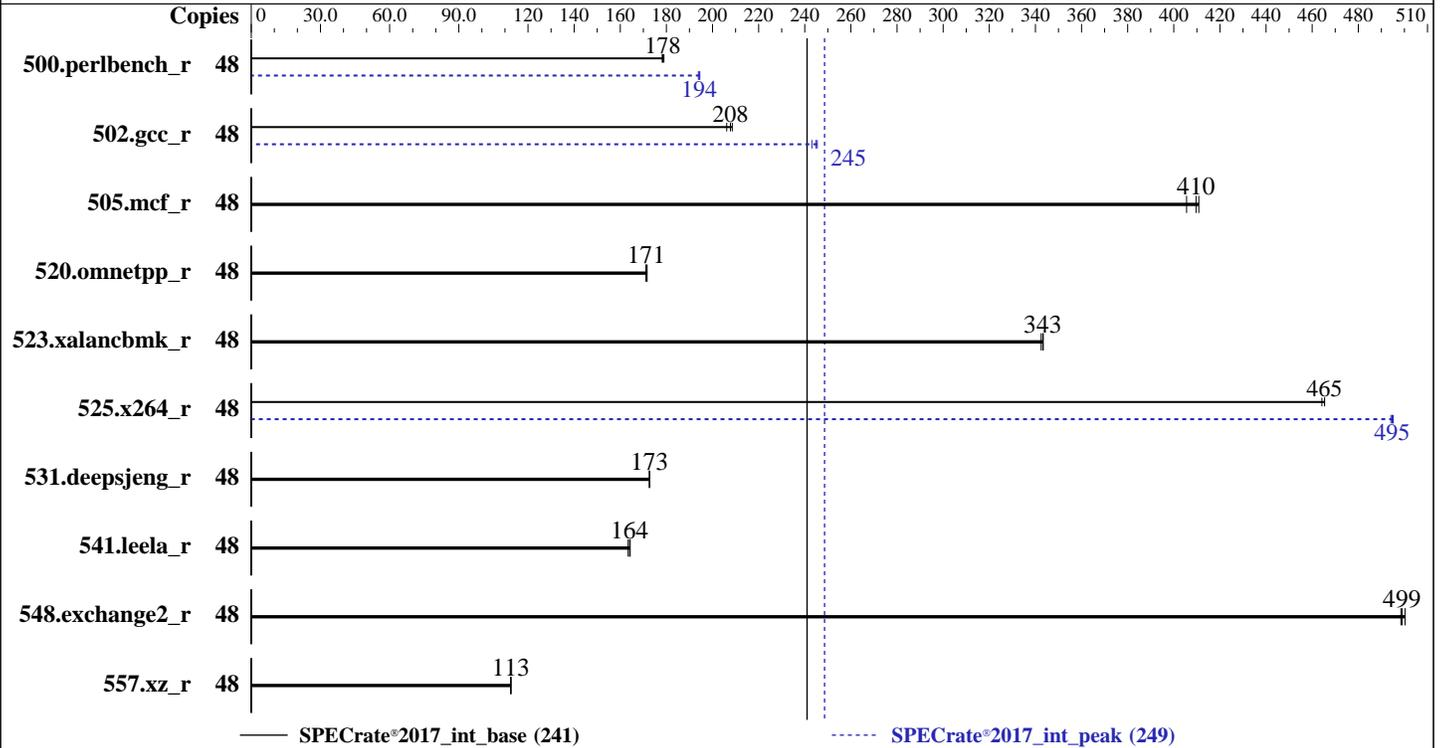 Copies 0 30.0 60.0 90.0 120 140 160 180 200 220 240 260 280 300 320 340 360 380 400 420 440 460 480 510
500.perlbench_r 48 178
194
502.gcc_r 48 208
245
505.mcf_r 48 410
520.omnetpp_r 48 171
523.xalancbmk_r 48 343
525.x264_r 48 465
495
531.deepsjeng_r 48 173
541.leela_r 48 164
548.exchange2_r 48 499
557.xz_r 48 113
SPECrate®2017_int_base (241) SPECrate®2017_int_peak (249)